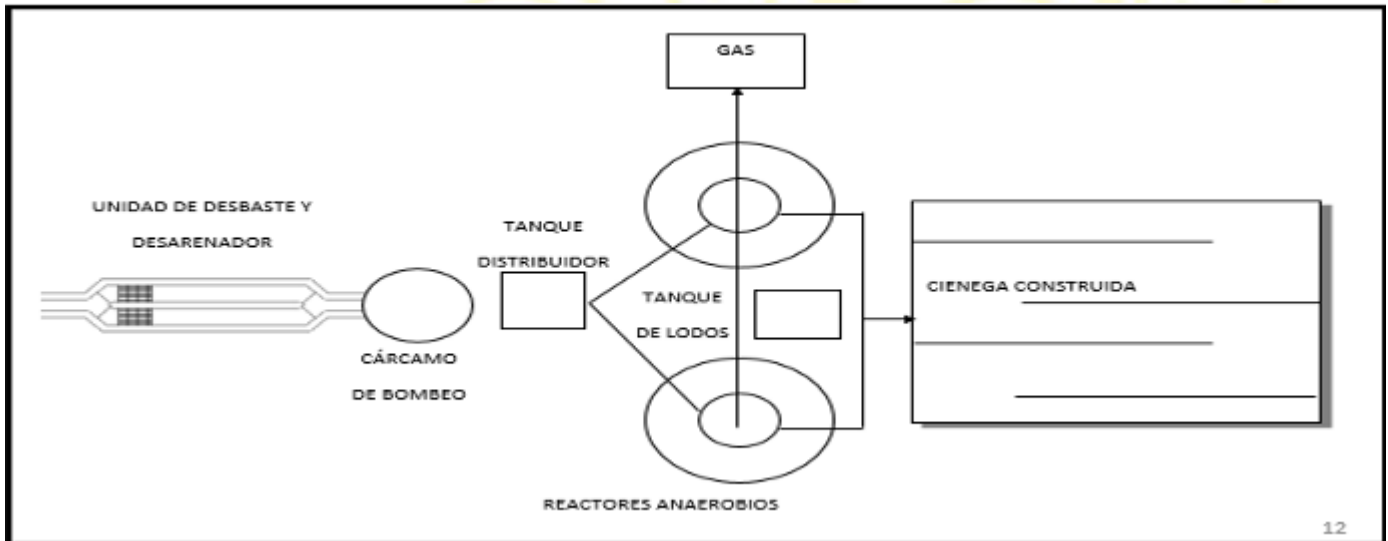 GAS
UNIDAD DE DESBASTE Y
DESARENADOR
TANQUE
DISTRIBUIDOR
TANQUE
DE LODOS
CIENEGA CONSTRUIDA
CÁRCAMO
DE BOMBEO
REACTORES ANAEROBIOS
12